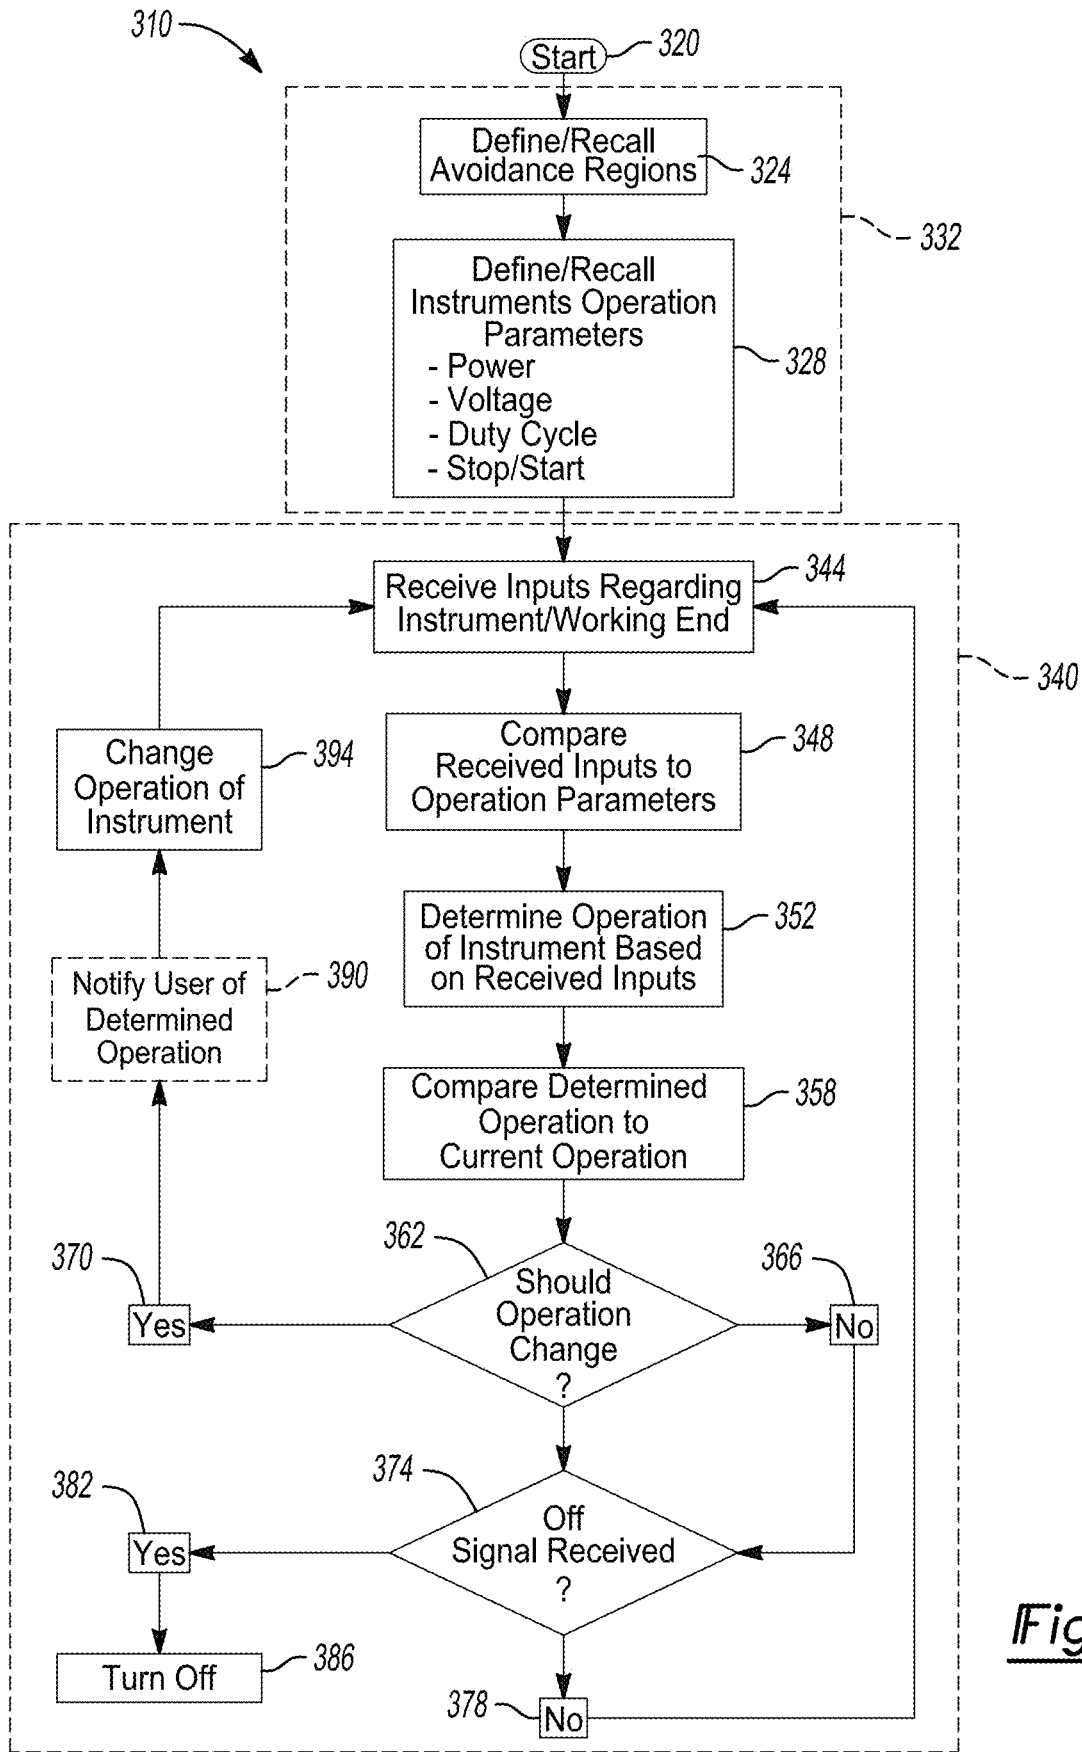 310
Start
320
Define/Recall
Avoidance Regions
324
332
Define/Recall
Instruments Operation
Parameters
- Power
- Voltage
- Duty Cycle
- Stop/Start
328
Receive Inputs Regarding
Instrument/Working End
344
340
Compare
Received Inputs to
Operation Parameters
348
Change
Operation of
Instrument
394
Determine Operation
of Instrument Based
on Received Inputs
352
Notify User of
Determined
Operation
390
Compare Determined
Operation to
Current Operation
358
362
Should
Operation
Change
?
370
Yes
366
No
374
Off
Signal Received
?
382
Yes
Turn Off
386
378
No
Fig